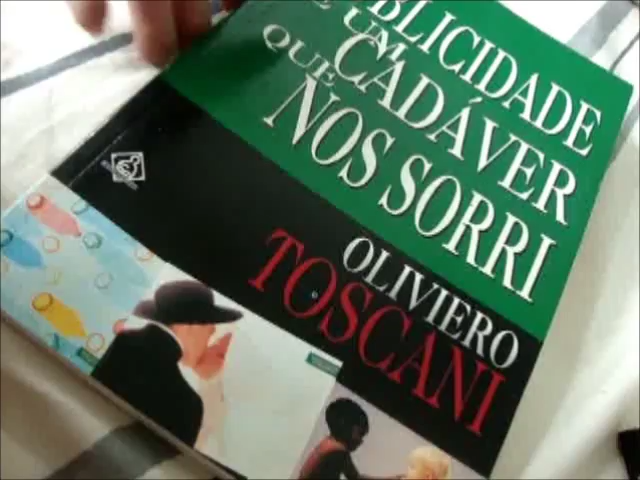 BLICIDADE
É UM
CADÁVER
QUE
NOS SORRI
OLIVIERO
TOSCANI